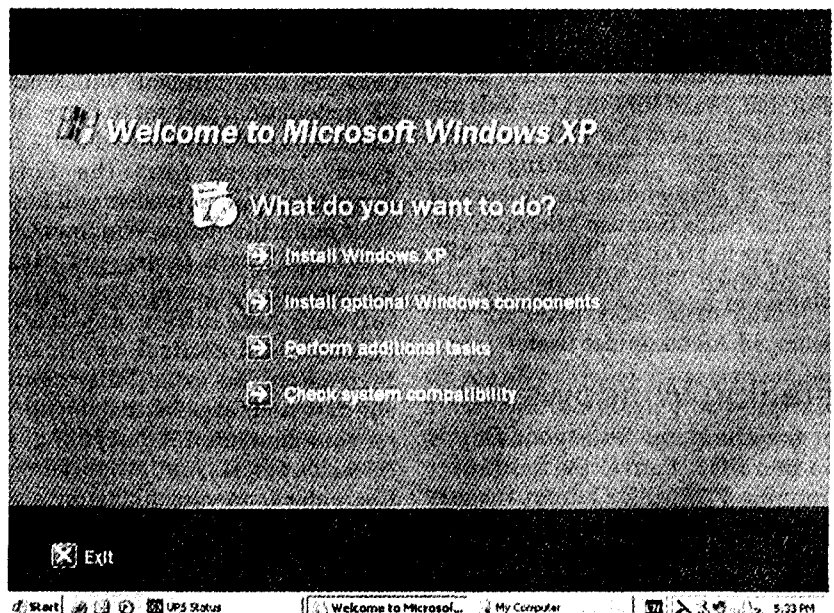 Welcome to Microsoft Windows XP
What do you want to do?
Install Windows XP
Install optional Windows components
Perform additional tasks
Check system compatibility
Exit
Start UPS Status Welcome to Microsof... My Computer 5:33 PM